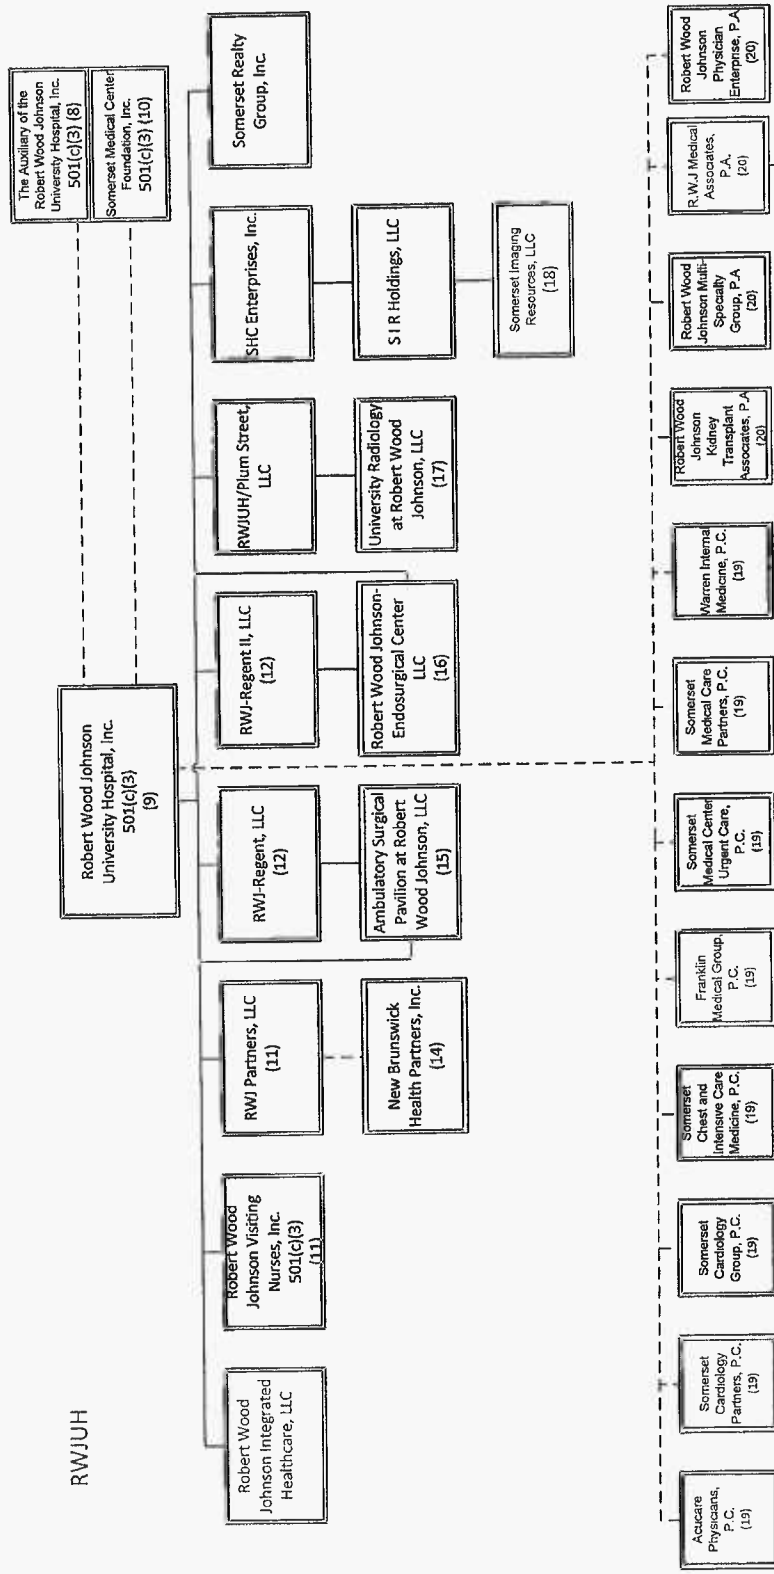 RWJUH
The Auxiliary of the
Robert Wood Johnson
University Hospital, Inc.
501(c)(3) (8)
Somerset Medical Center
Foundation, Inc.
501(c)(3) (10)
Robert Wood Johnson
University Hospital, Inc.
501(c)(3)
(9)
Robert Wood
Johnson Integrated
Healthcare, LLC
Robert Wood
Johnson Visiting
Nurses, Inc.
501(c)(3)
(11)
RWJ Partners, LLC
(11)
RWJ-Regent, LLC
(12)
RWJ-Regent II, LLC
(12)
RWJUH/Plum Street,
LLC
SHC Enterprises, Inc.
Somerset Realty
Group, Inc.
New Brunswick
Health Partners, Inc.
(14)
Ambulatory Surgical
Pavilion at Robert
Wood Johnson, LLC
(15)
Robert Wood Johnson-
Endosurgical Center
LLC
(16)
University Radiology
at Robert Wood
Johnson, LLC
(17)
S I R Holdings, LLC
Somerset Imaging
Resources, LLC
(18)
Acucare
Physicians,
P.C.
(19)
Somerset
Cardiology
Partners, P.C.
(19)
Somerset
Cardiology
Group, P.C.
(19)
Somerset
Chest and
Intensive Care
Medicine, P.C.
(19)
Franklin
Medical Group,
P.C.
(19)
Somerset
Medical Center
Urgent Care,
P.C.
(19)
Somerset
Medical Care
Partners, P.C.
(19)
Warren Internal
Medicine, P.C.
(19)
Robert Wood
Johnson
Kidney
Transplant
Associates, P.A
(20)
Robert Wood
Johnson Multi-
Specialty
Group, P.A
(20)
R.W.J Medical
Associates,
P.A.
(20)
Robert Wood
Johnson
Physician
Enterprise, P.A
(20)